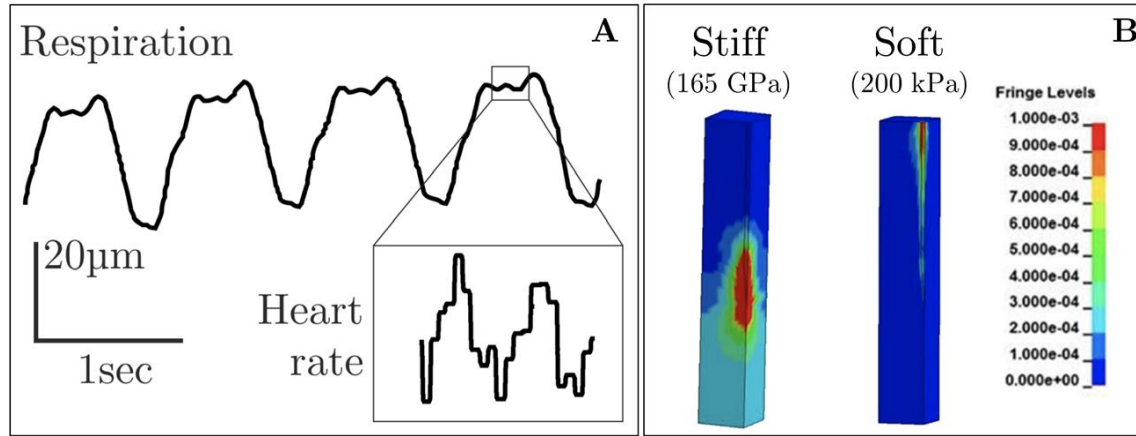 Respiration
A
20µm
1sec
Heart
rate
B
Stiff
(165 GPa)
Soft
(200 kPa)
Fringe Levels
1.000e-03
9.000e-04
8.000e-04
7.000e-04
6.000e-04
5.000e-04
4.000e-04
3.000e-04
2.000e-04
1.000e-04
0.000e+00